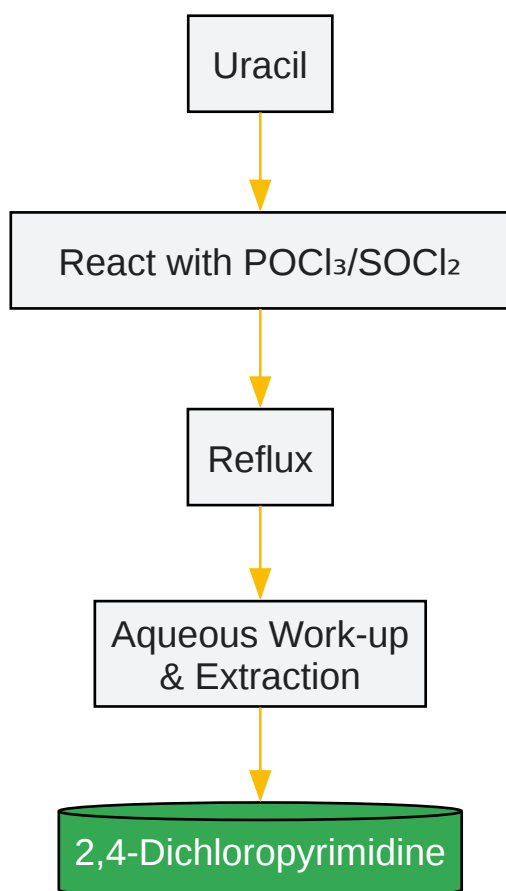 Uracil
React with POCl₃/SOCl₂
Reflux
Aqueous Work-up
& Extraction
2,4-Dichloropyrimidine